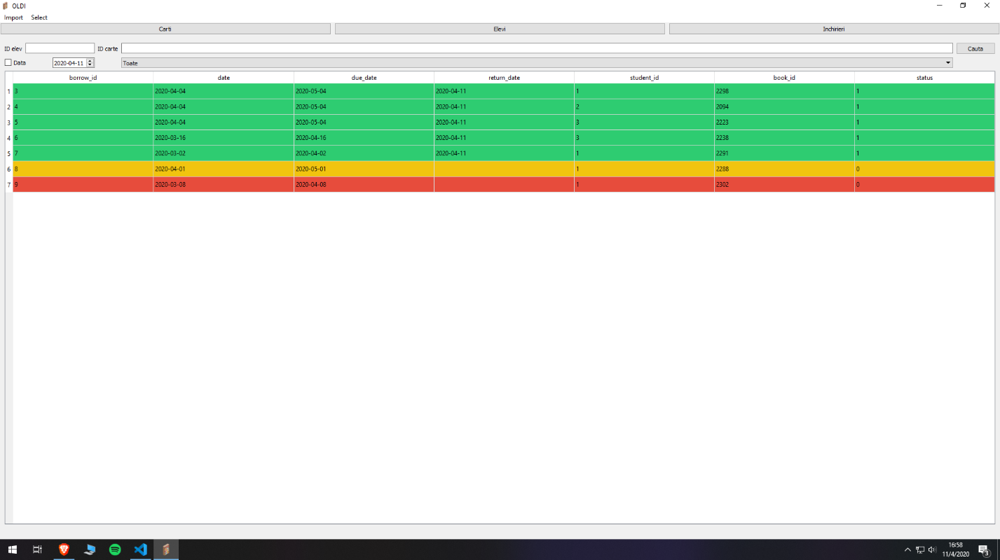 OLDI
Import Select
Carti Elevi Inchirieri
ID elev ID carte Cauta
Data 2020-04-11 Toate
borrow_id date due_date return_date student_id book_id status
1 3 2020-04-04 2020-05-04 2020-04-11 1 2298 1
2 4 2020-04-04 2020-05-04 2020-04-11 2 2094 1
3 5 2020-04-04 2020-05-04 2020-04-11 3 2223 1
4 6 2020-03-16 2020-04-16 2020-04-11 3 2238 1
5 7 2020-03-02 2020-04-02 2020-04-11 1 2291 1
6 8 2020-04-01 2020-05-01 1 2288 0
7 9 2020-03-08 2020-04-08 1 2302 0
16:58
11/4/2020
3